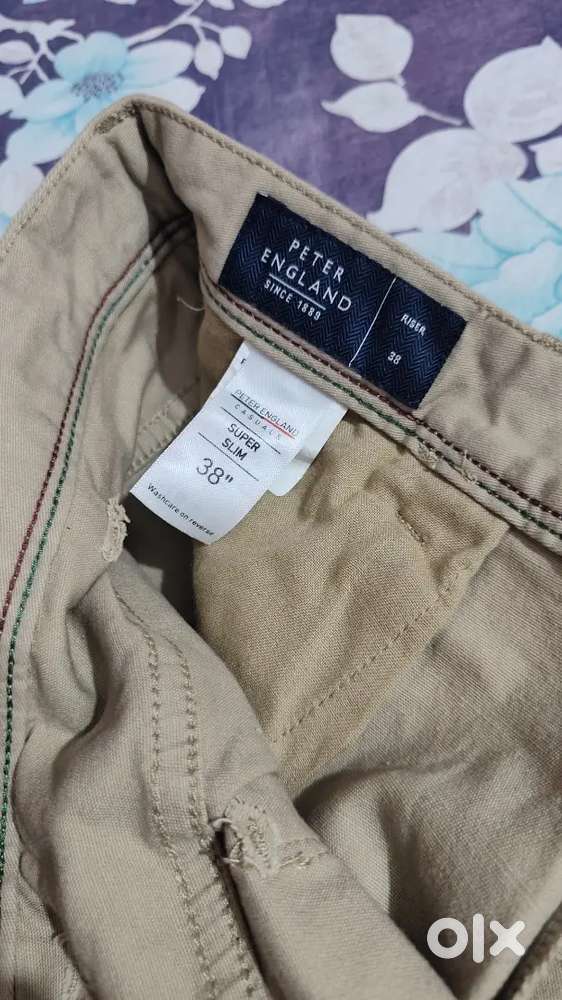 PETER
ENGLAND
SINCE 1889
RISER
38
PETER ENGLAND
CASUALS
SUPER
SLIM
38"
Washcare on reverse
olx